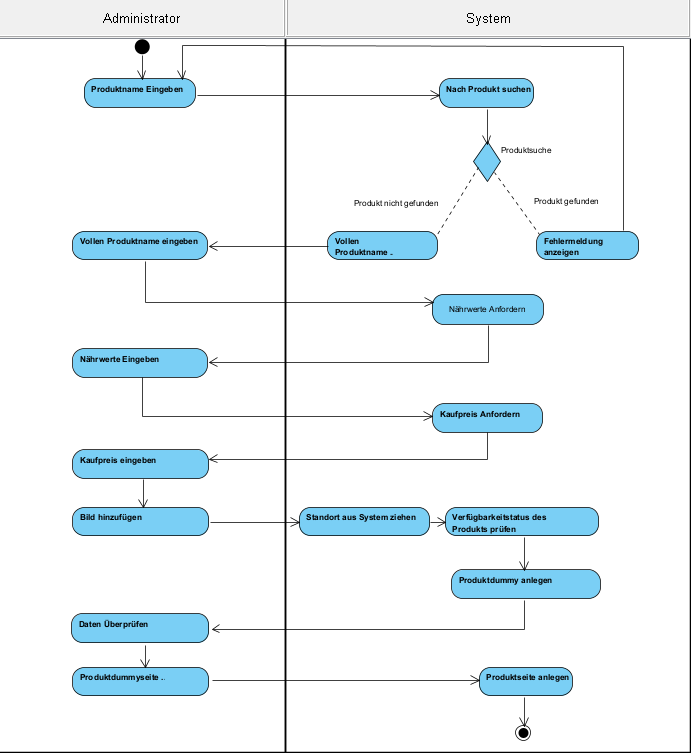 Administrator
System
Produktname Eingeben
Nach Produkt suchen
Produktsuche
Produkt nicht gefunden
Produkt gefunden
Vollen Produktname eingeben
Vollen
Produktname ..
Fehlermeldung
anzeigen
Nährwerte Anfordern
Nährwerte Eingeben
Kaufpreis Anfordern
Kaufpreis eingeben
Bild hinzufügen
Standort aus System ziehen
Verfügbarkeitstatus des
Produkts prüfen
Produktdummy anlegen
Daten Überprüfen
Produktdummyseite ..
Produktseite anlegen